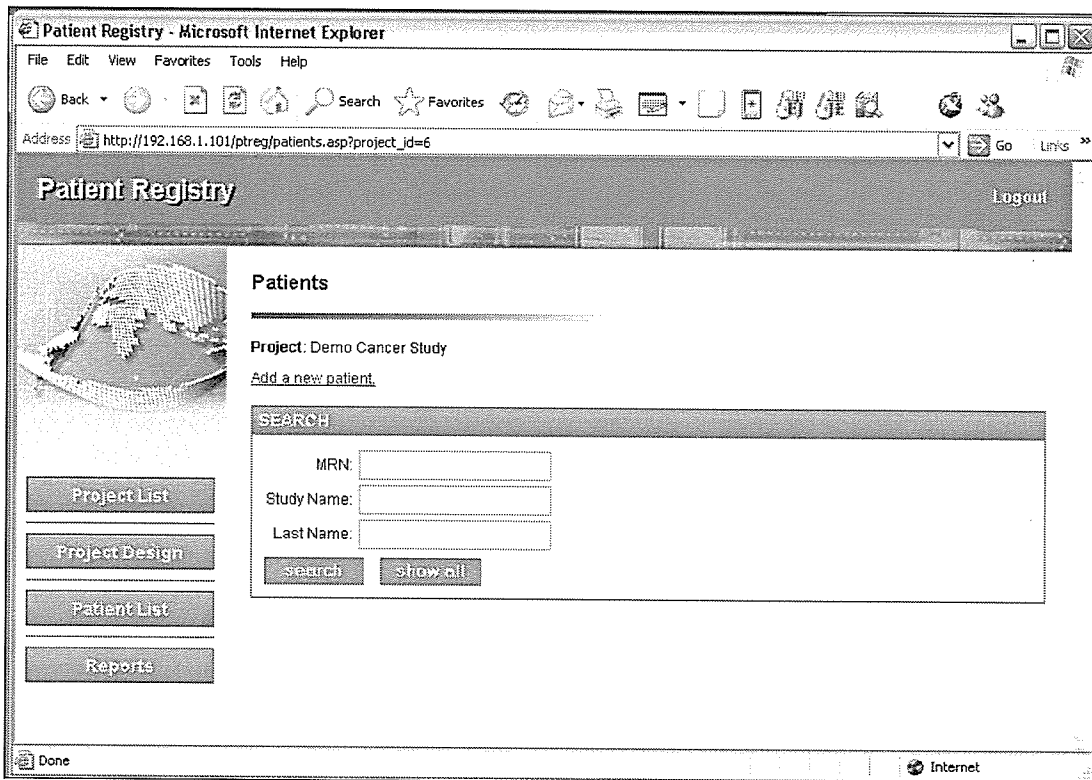 Patient Registry - Microsoft Internet Explorer
File Edit View Favorites Tools Help
Back Search Favorites
Address http://192.168.1.101/ptreg/patients.asp?project_id=6 Go Links »
Patient Registry Logout
Patients
Project: Demo Cancer Study
Add a new patient.
SEARCH
MRN:
Study Name:
Last Name:
search show all
Project List
Project Design
Patient List
Reports
Done Internet